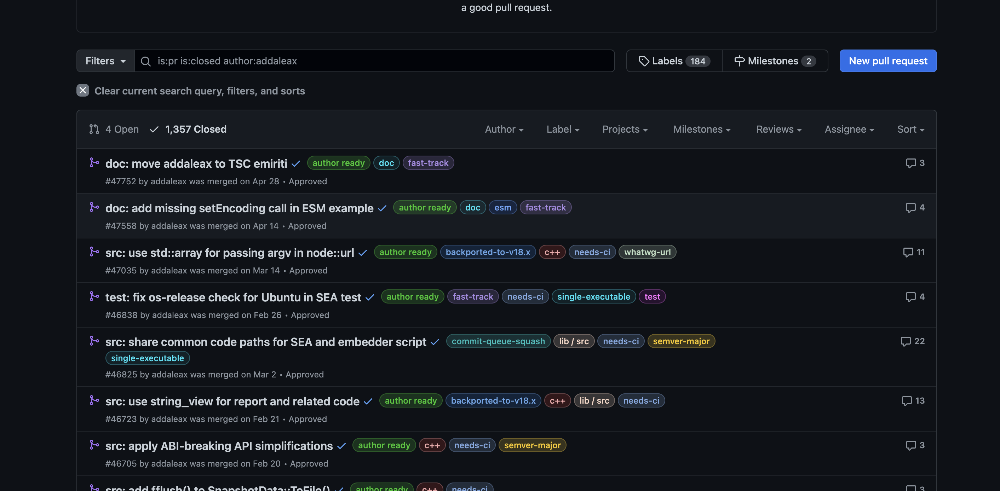 a good pull request.
Filters
is:pr is:closed author:addaleax
Labels 184
Milestones 2
New pull request
Clear current search query, filters, and sorts
4 Open
1,357 Closed
Author
Label
Projects
Milestones
Reviews
Assignee
Sort
doc: move addaleax to TSC emiriti author ready doc fast-track
3
#47752 by addaleax was merged on Apr 28 • Approved
doc: add missing setEncoding call in ESM example author ready doc esm fast-track
4
#47558 by addaleax was merged on Apr 14 • Approved
src: use std::array for passing argv in node::url author ready backported-to-v18.x c++ needs-ci whatwg-url
11
#47035 by addaleax was merged on Mar 14 • Approved
test: fix os-release check for Ubuntu in SEA test author ready fast-track needs-ci single-executable test
4
#46838 by addaleax was merged on Feb 26 • Approved
src: share common code paths for SEA and embedder script commit-queue-squash lib / src needs-ci semver-major
22
single-executable
#46825 by addaleax was merged on Mar 2 • Approved
src: use string_view for report and related code author ready backported-to-v18.x c++ lib / src needs-ci
13
#46723 by addaleax was merged on Feb 21 • Approved
src: apply ABI-breaking API simplifications author ready c++ needs-ci semver-major
3
#46705 by addaleax was merged on Feb 20 • Approved
src: add fflush() to SnapshotData::ToFile() author ready c++ needs-ci
3